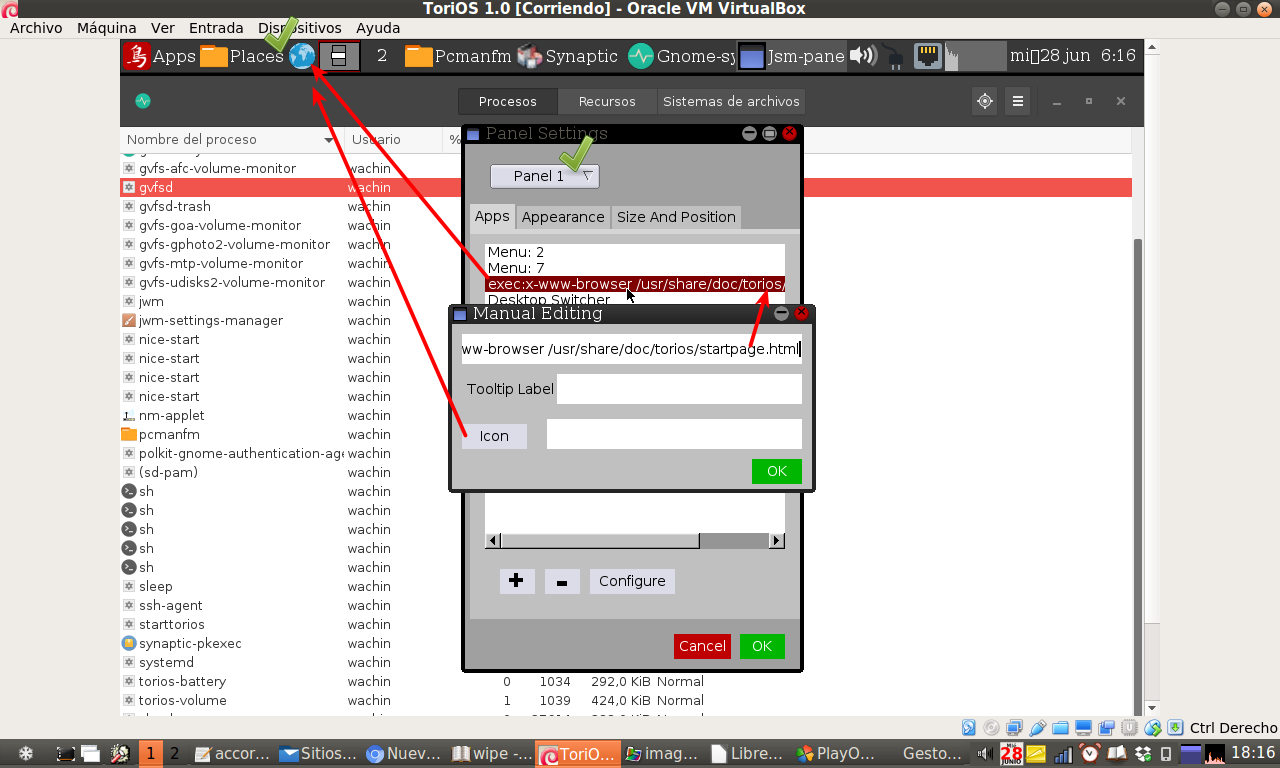 ToriOS 1.0 [Corriendo] - Oracle VM VirtualBox
Archivo Máquina Ver Entrada Dispositivos Ayuda
Apps Places 2 Pcmanfm Synaptic Gnome-sy Jsm-pane mi▯28 jun 6:16
Procesos Recursos Sistemas de archivos
Nombre del proceso Usuario %
gvfs-afc-volume-monitor wachin
gvfsd wachin
gvfsd-trash wachin
gvfs-goa-volume-monitor wachin
gvfs-gphoto2-volume-monitor wachin
gvfs-mtp-volume-monitor wachin
gvfs-udisks2-volume-monitor wachin
jwm wachin
jwm-settings-manager wachin
nice-start wachin
nice-start wachin
nice-start wachin
nice-start wachin
nm-applet wachin
pcmanfm wachin
polkit-gnome-authentication-age wachin
(sd-pam) wachin
sh wachin
sh wachin
sh wachin
sh wachin
sh wachin
sleep wachin
ssh-agent wachin
starttorios wachin
synaptic-pkexec wachin
systemd wachin
torios-battery wachin 0 1034 292,0 KiB Normal
torios-volume wachin 1 1039 424,0 KiB Normal
Panel Settings
Panel 1
Apps Appearance Size And Position
Menu: 2
Menu: 7
exec:x-www-browser /usr/share/doc/torios/
Desktop Switcher
Manual Editing
ww-browser /usr/share/doc/torios/startpage.html
Tooltip Label
Icon
OK
+ - Configure
Cancel OK
Ctrl Derecho
1 2 accor... Sitios... Nuev... wipe -... ToriO... imag... Libre... PlayO... Gesto... 28 JUNIO 18:16